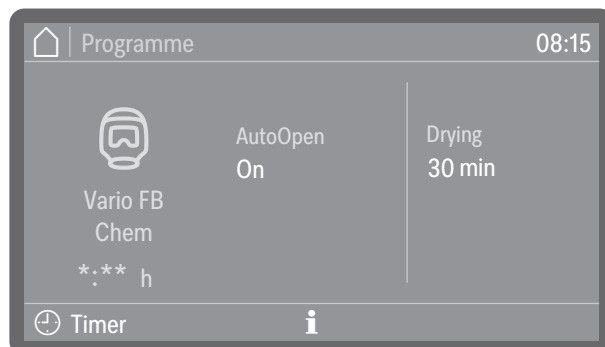 Programme 08:15
Vario FB
Chem
*:** h
AutoOpen
On
Drying
30 min
Timer i